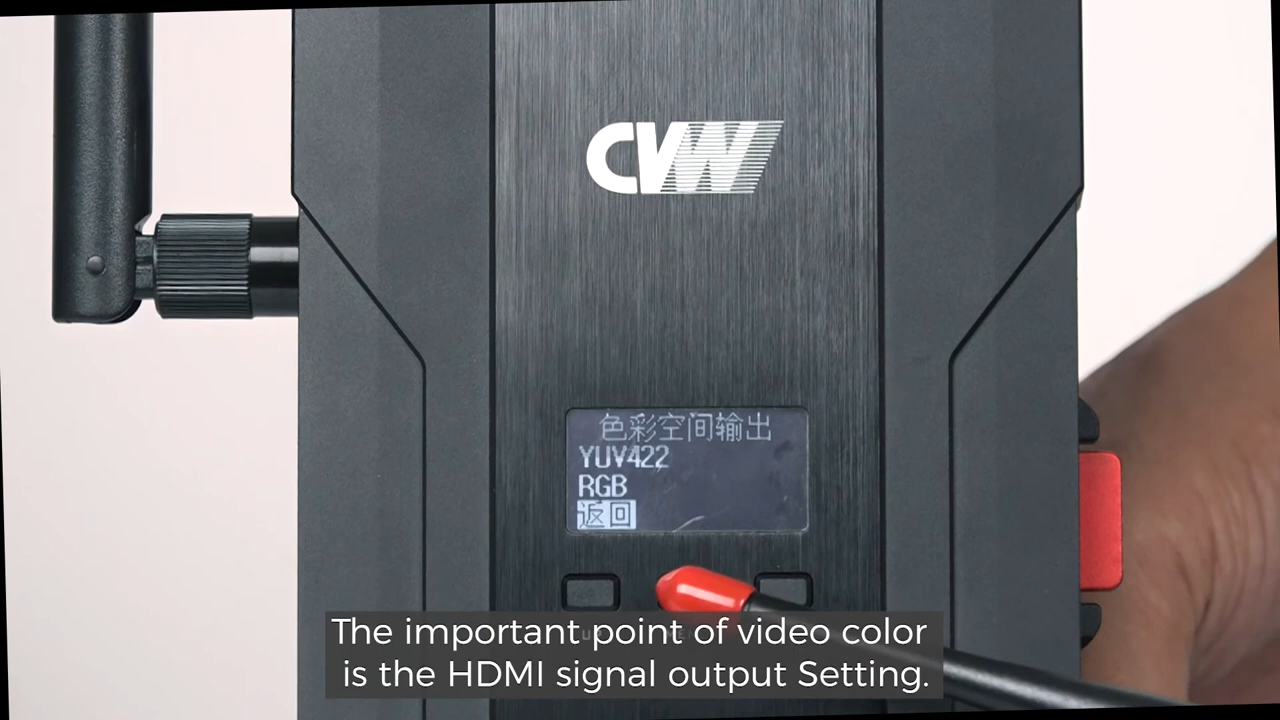 CVW
色彩空间输出
YUV422
RGB
返回
The important point of video color
is the HDMI signal output Setting.